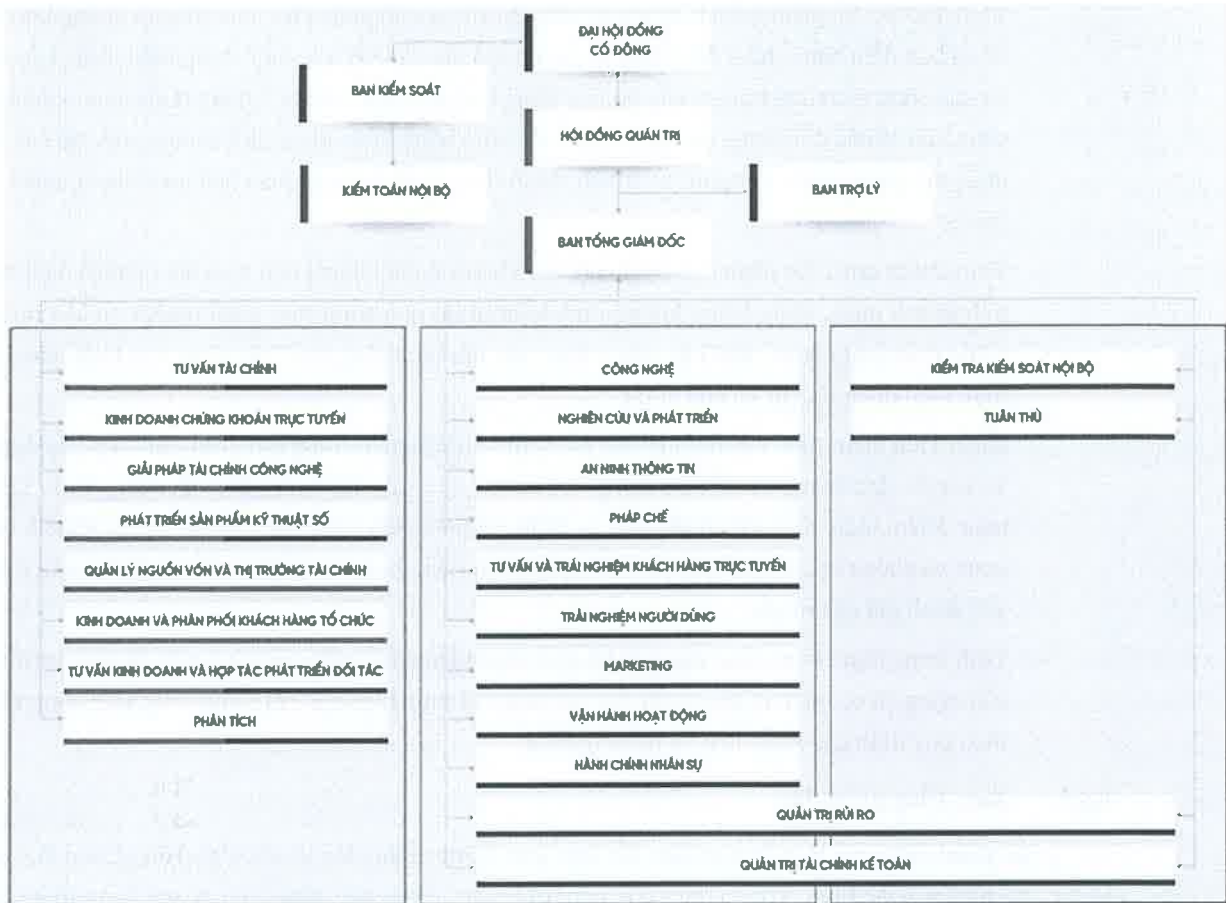 ĐẠI HỘI ĐỒNG
CỔ ĐÔNG
BAN KIỂM SOÁT
HỘI ĐỒNG QUẢN TRỊ
KIỂM TOÁN NỘI BỘ
BAN TRỢ LÝ
BAN TỔNG GIÁM ĐỐC
TƯ VẤN TÀI CHÍNH
KINH DOANH CHỨNG KHOÁN TRỰC TUYẾN
GIẢI PHÁP TÀI CHÍNH CÔNG NGHỆ
PHÁT TRIỂN SẢN PHẨM KỸ THUẬT SỐ
QUẢN LÝ NGUỒN VỐN VÀ THỊ TRƯỜNG TÀI CHÍNH
KINH DOANH VÀ PHÂN PHỐI KHÁCH HÀNG TỔ CHỨC
TƯ VẤN KINH DOANH VÀ HỢP TÁC PHÁT TRIỂN ĐỐI TÁC
PHÂN TÍCH
CÔNG NGHỆ
NGHIÊN CỨU VÀ PHÁT TRIỂN
AN NINH THÔNG TIN
PHÁP CHẾ
TƯ VẤN VÀ TRẢI NGHIỆM KHÁCH HÀNG TRỰC TUYẾN
TRẢI NGHIỆM NGƯỜI DÙNG
MARKETING
VẬN HÀNH HOẠT ĐỘNG
HÀNH CHÍNH NHÂN SỰ
KIỂM TRA KIỂM SOÁT NỘI BỘ
TUÂN THỦ
QUẢN TRỊ RỦI RO
QUẢN TRỊ TÀI CHÍNH KẾ TOÁN